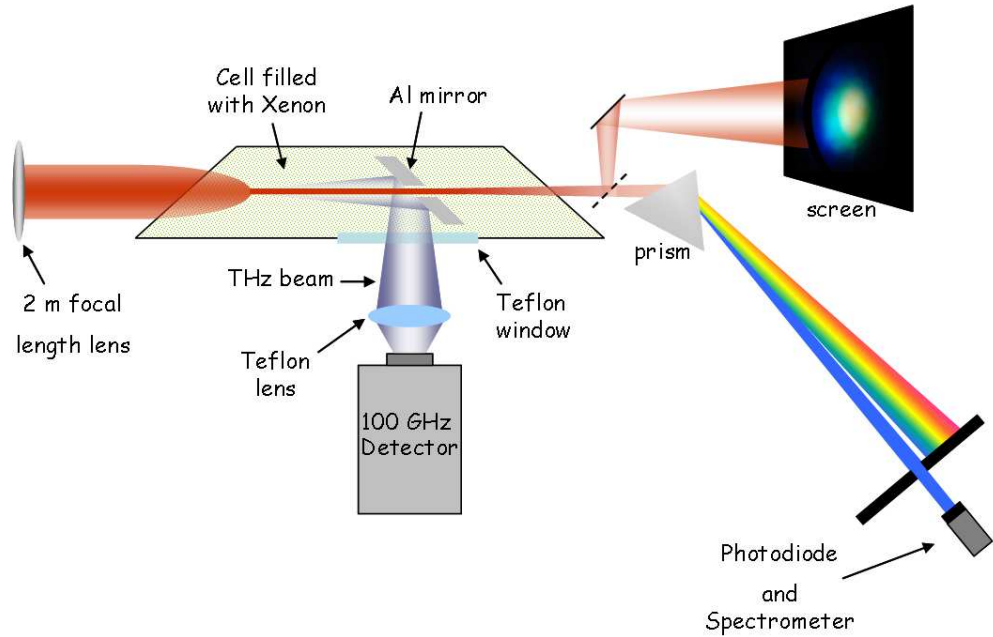 Cell filled
with Xenon
Al mirror
screen
prism
THz beam
Teflon
window
2 m focal
length lens
Teflon
lens
100 GHz
Detector
Photodiode
and
Spectrometer